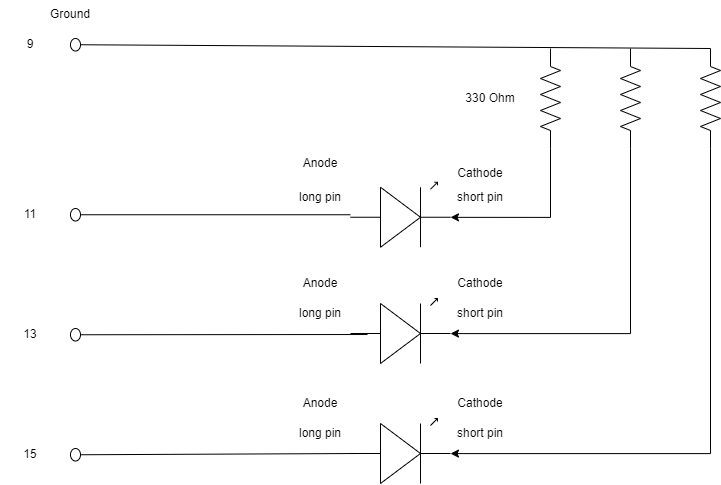 Ground
9
330 Ohm
Anode
Cathode
long pin
short pin
11
Anode
Cathode
long pin
short pin
13
Anode
Cathode
long pin
short pin
15